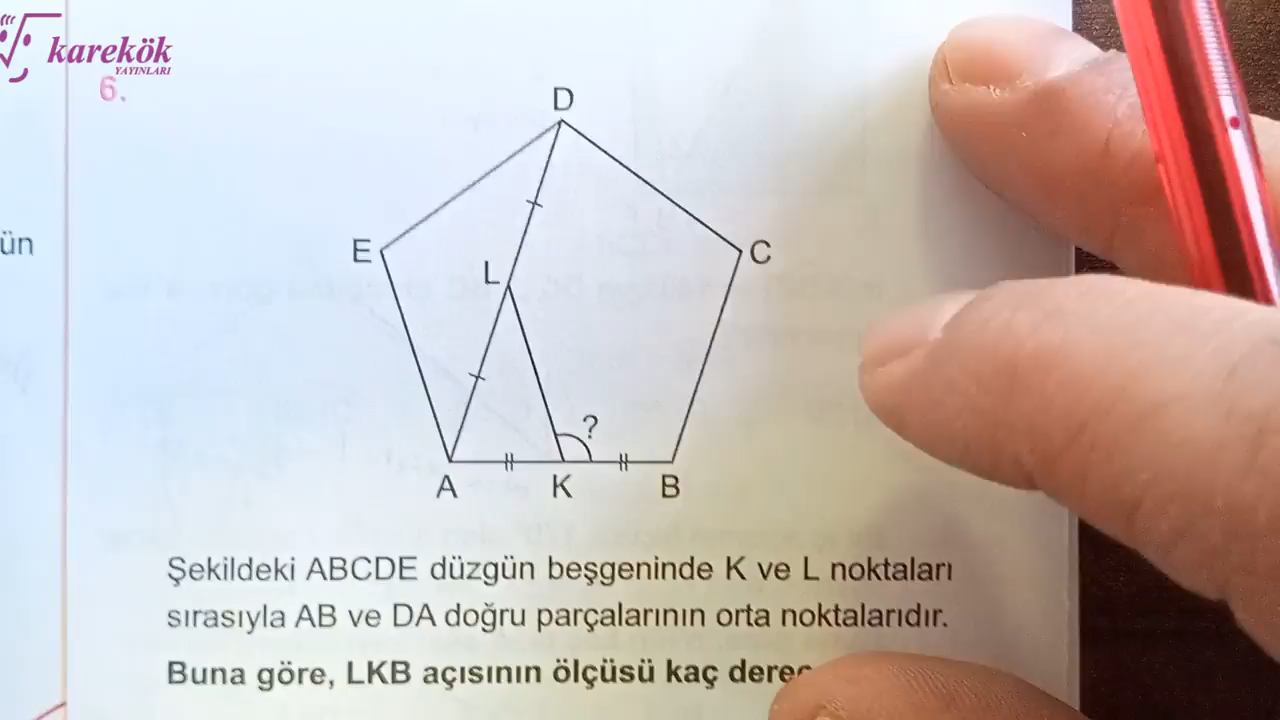 karekök
YAYINLARI
6.
D
E
C
L
ün
?
A
K
B
Şekildeki ABCDE düzgün beşgeninde K ve L noktaları
sırasıyla AB ve DA doğru parçalarının orta noktalarıdır.
Buna göre, LKB açısının ölçüsü kaç